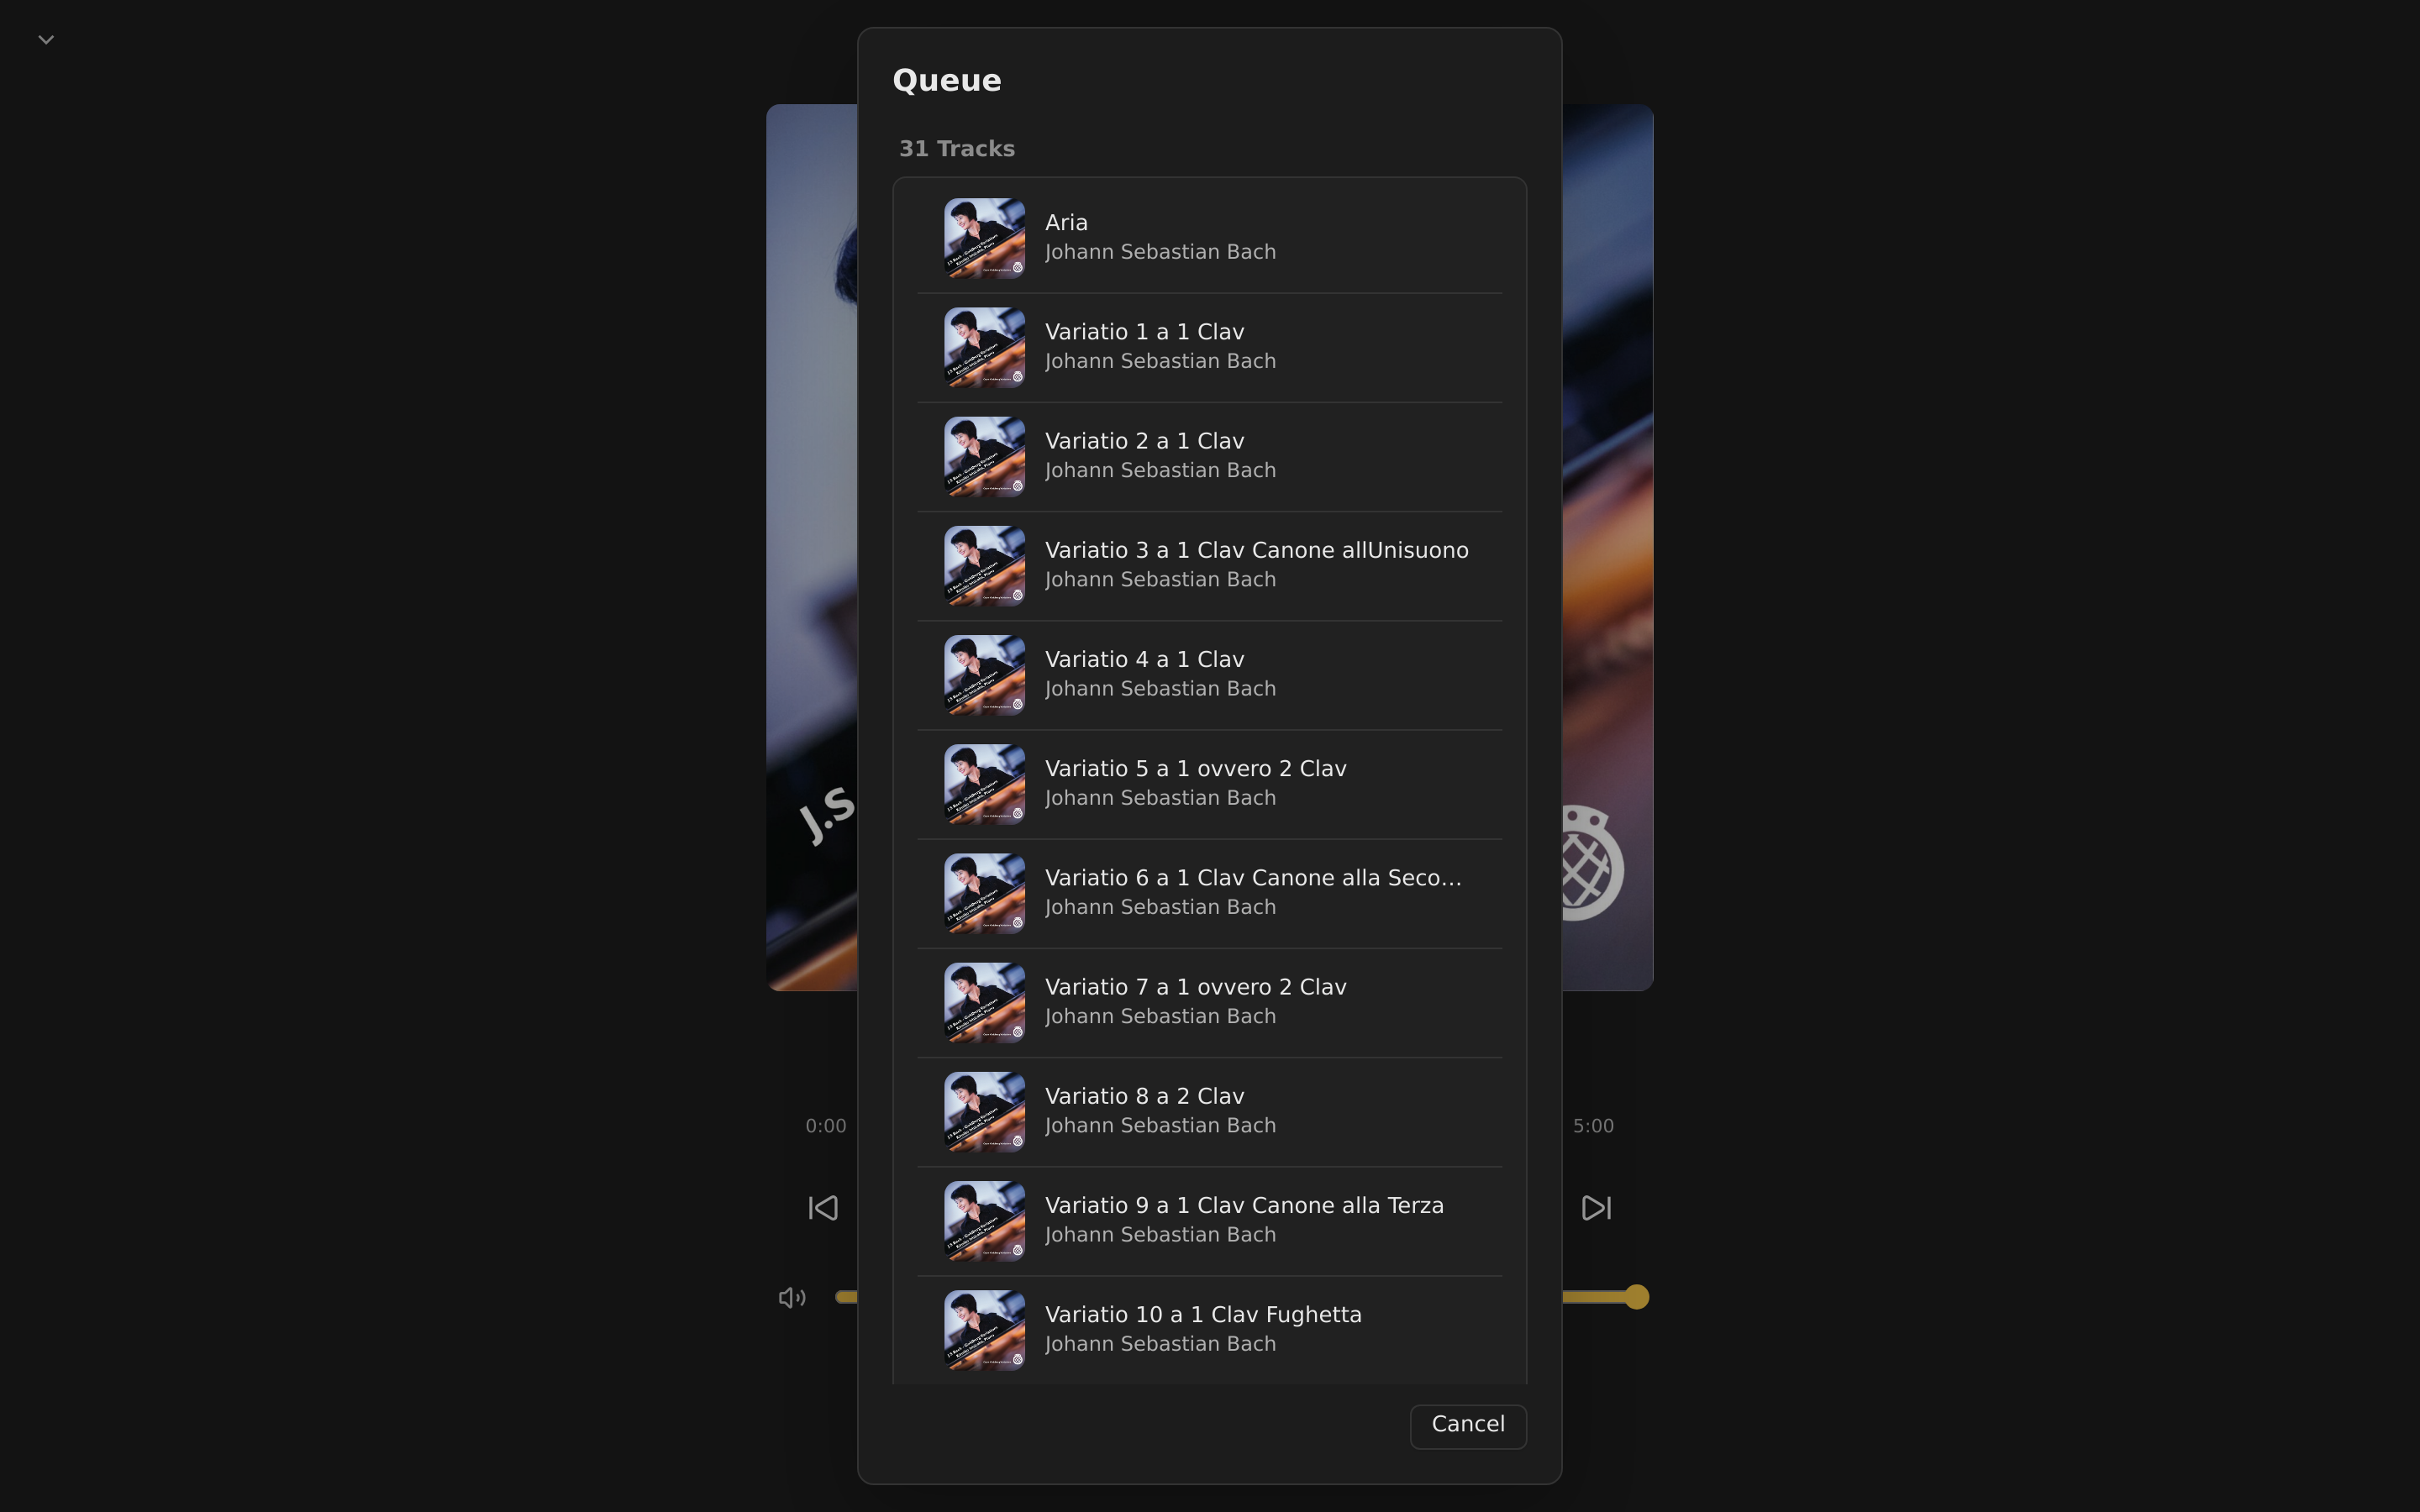 Queue
31 Tracks
Aria
Johann Sebastian Bach
Variatio 1 a 1 Clav
Johann Sebastian Bach
Variatio 2 a 1 Clav
Johann Sebastian Bach
Variatio 3 a 1 Clav Canone allUnisuono
Johann Sebastian Bach
Variatio 4 a 1 Clav
Johann Sebastian Bach
Variatio 5 a 1 ovvero 2 Clav
Johann Sebastian Bach
Variatio 6 a 1 Clav Canone alla Seco...
Johann Sebastian Bach
Variatio 7 a 1 ovvero 2 Clav
Johann Sebastian Bach
Variatio 8 a 2 Clav
Johann Sebastian Bach
Variatio 9 a 1 Clav Canone alla Terza
Johann Sebastian Bach
Variatio 10 a 1 Clav Fughetta
Johann Sebastian Bach
Cancel
J.S
0:00
5:00